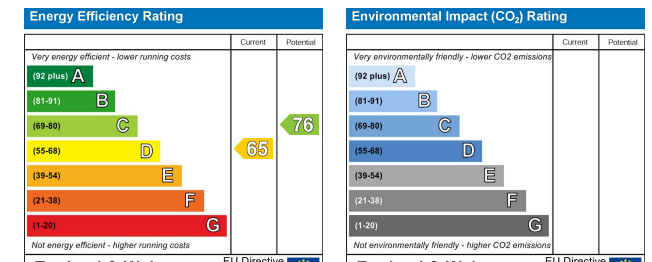 Energy Efficiency Rating
Current Potential
Very energy efficient - lower running costs
(92 plus) A
(81-91) B
(69-80) C
(55-68) D
(39-54) E
(21-38) F
(1-20) G
65
76
Not energy efficient - higher running costs
EU Directive
Environmental Impact (CO₂) Rating
Current Potential
Very environmentally friendly - lower CO2 emissions
(92 plus) A
(81-91) B
(69-80) C
(55-68) D
(39-54) E
(21-38) F
(1-20) G
Not environmentally friendly - higher CO2 emissions
EU Directive